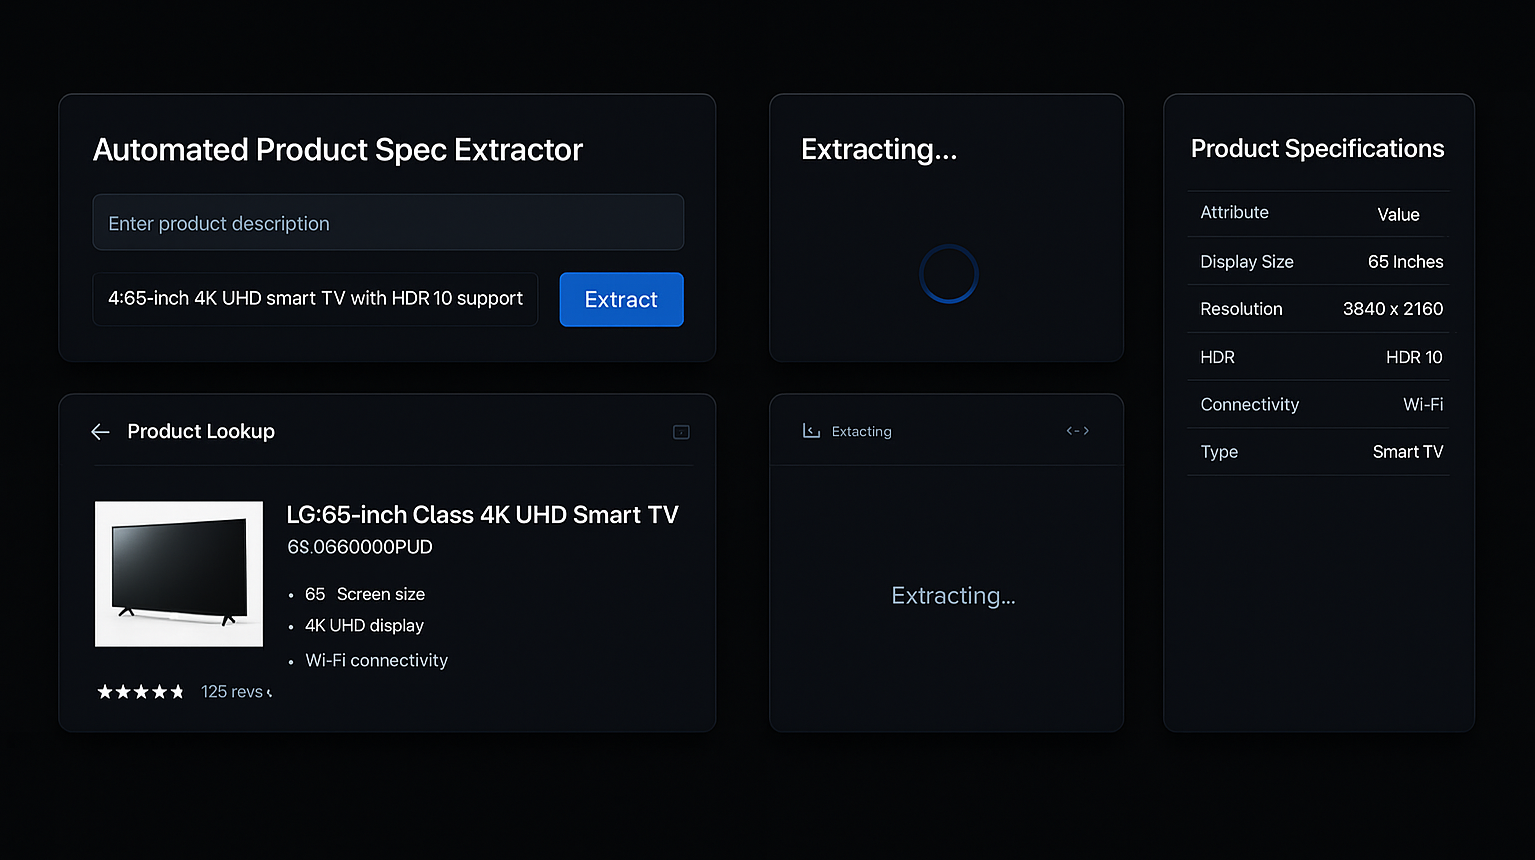 Automated Product Spec Extractor
Enter product description
4:65-inch 4K UHD smart TV with HDR 10 support
Extract
Extracting...
Product Lookup
LG:65-inch Class 4K UHD Smart TV
6S.0660000PUD
• 65 Screen size
• 4K UHD display
• Wi-Fi connectivity
125 revs
Extacting
Extracting...
Product Specifications
Attribute Value
Display Size 65 Inches
Resolution 3840 x 2160
HDR HDR 10
Connectivity Wi-Fi
Type Smart TV